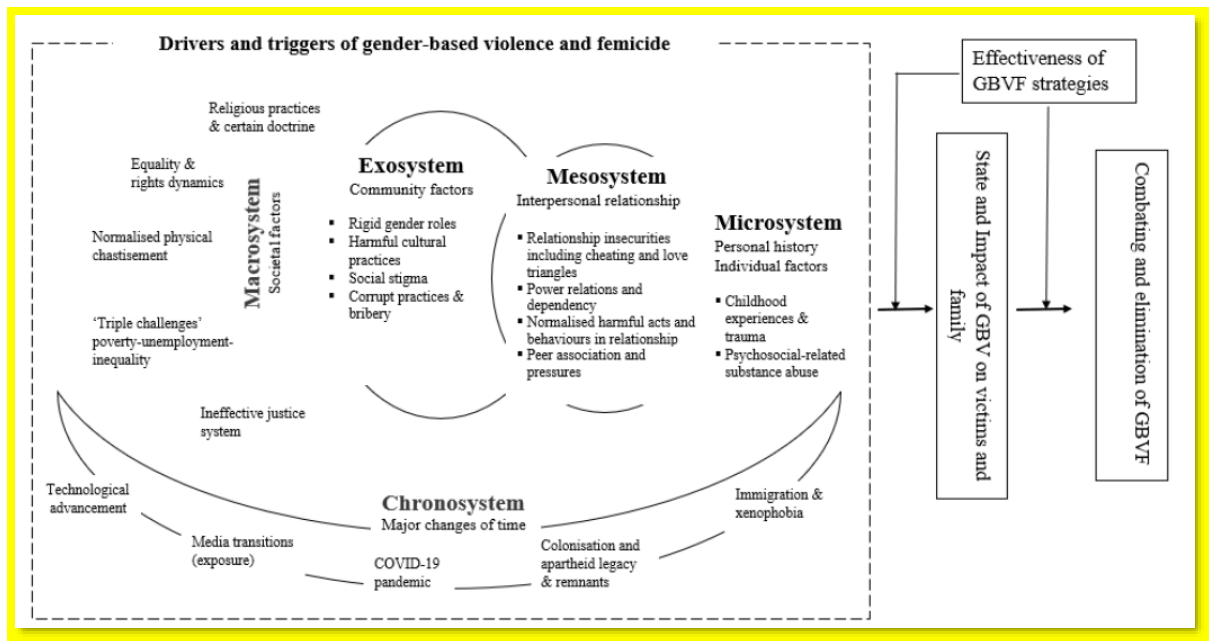 Drivers and triggers of gender-based violence and femicide
Religious practices
& certain doctrine
Equality &
rights dynamics
Normalised physical
chastisement
‘Triple challenges’
poverty-unemployment-
inequality
Ineffective justice
system
Macrosystem
Societal factors
Exosystem
Community factors
▪ Rigid gender roles
▪ Harmful cultural
practices
▪ Social stigma
▪ Corrupt practices &
bribery
Mesosystem
Interpersonal relationship
▪ Relationship insecurities
including cheating and love
triangles
▪ Power relations and
dependency
▪ Normalised harmful acts and
behaviours in relationship
▪ Peer association and
pressures
Microsystem
Personal history
Individual factors
▪ Childhood
experiences &
trauma
▪ Psychosocial-related
substance abuse
Chronosystem
Major changes of time
Technological
advancement
Media transitions
(exposure)
COVID-19
pandemic
Colonisation and
apartheid legacy
& remnants
Immigration &
xenophobia
Effectiveness of
GBVF strategies
State and Impact of GBV on victims and
family
Combating and elimination of GBVF